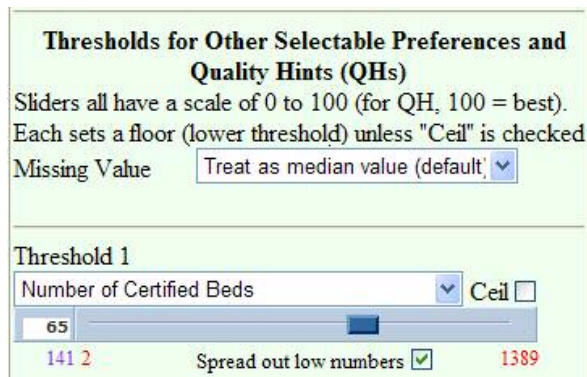 Thresholds for Other Selectable Preferences and
Quality Hints (QHs)
Sliders all have a scale of 0 to 100 (for QH, 100 = best).
Each sets a floor (lower threshold) unless "Ceil" is checked
Missing Value Treat as median value (default)
Threshold 1
Number of Certified Beds Ceil
65
141 2 Spread out low numbers 1389